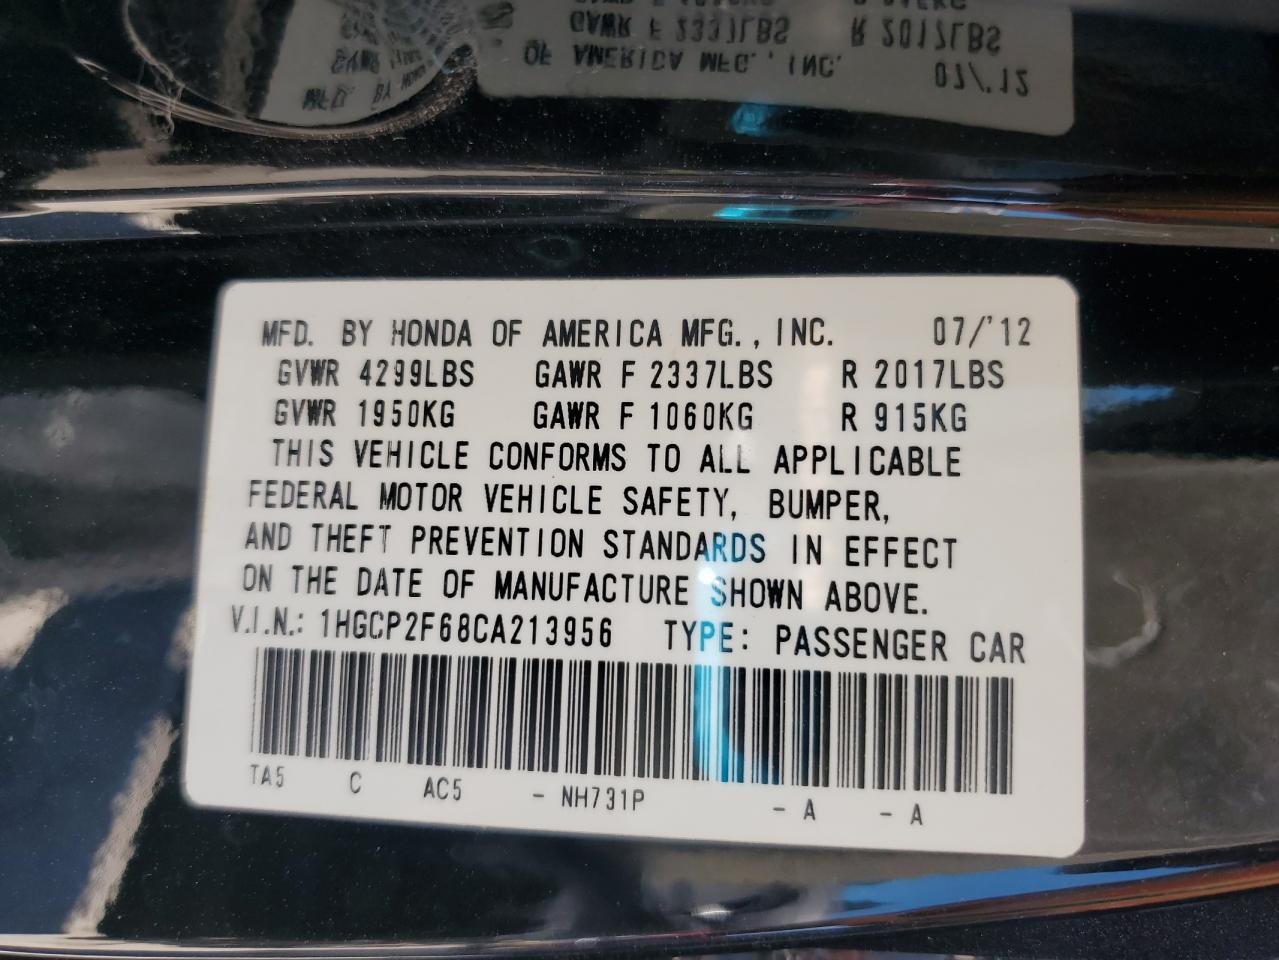 MFD. BY HONDA OF AMERICA MFG., INC. 07/'12
GVWR 4299LBS GAWR F 2337LBS R 2017LBS
GVWR 1950KG GAWR F 1060KG R 915KG
THIS VEHICLE CONFORMS TO ALL APPLICABLE
FEDERAL MOTOR VEHICLE SAFETY, BUMPER,
AND THEFT PREVENTION STANDARDS IN EFFECT
ON THE DATE OF MANUFACTURE SHOWN ABOVE.
V.I.N.: 1HGCP2F68CA213956 TYPE: PASSENGER CAR
TA5 C AC5 - NH731P - A - A